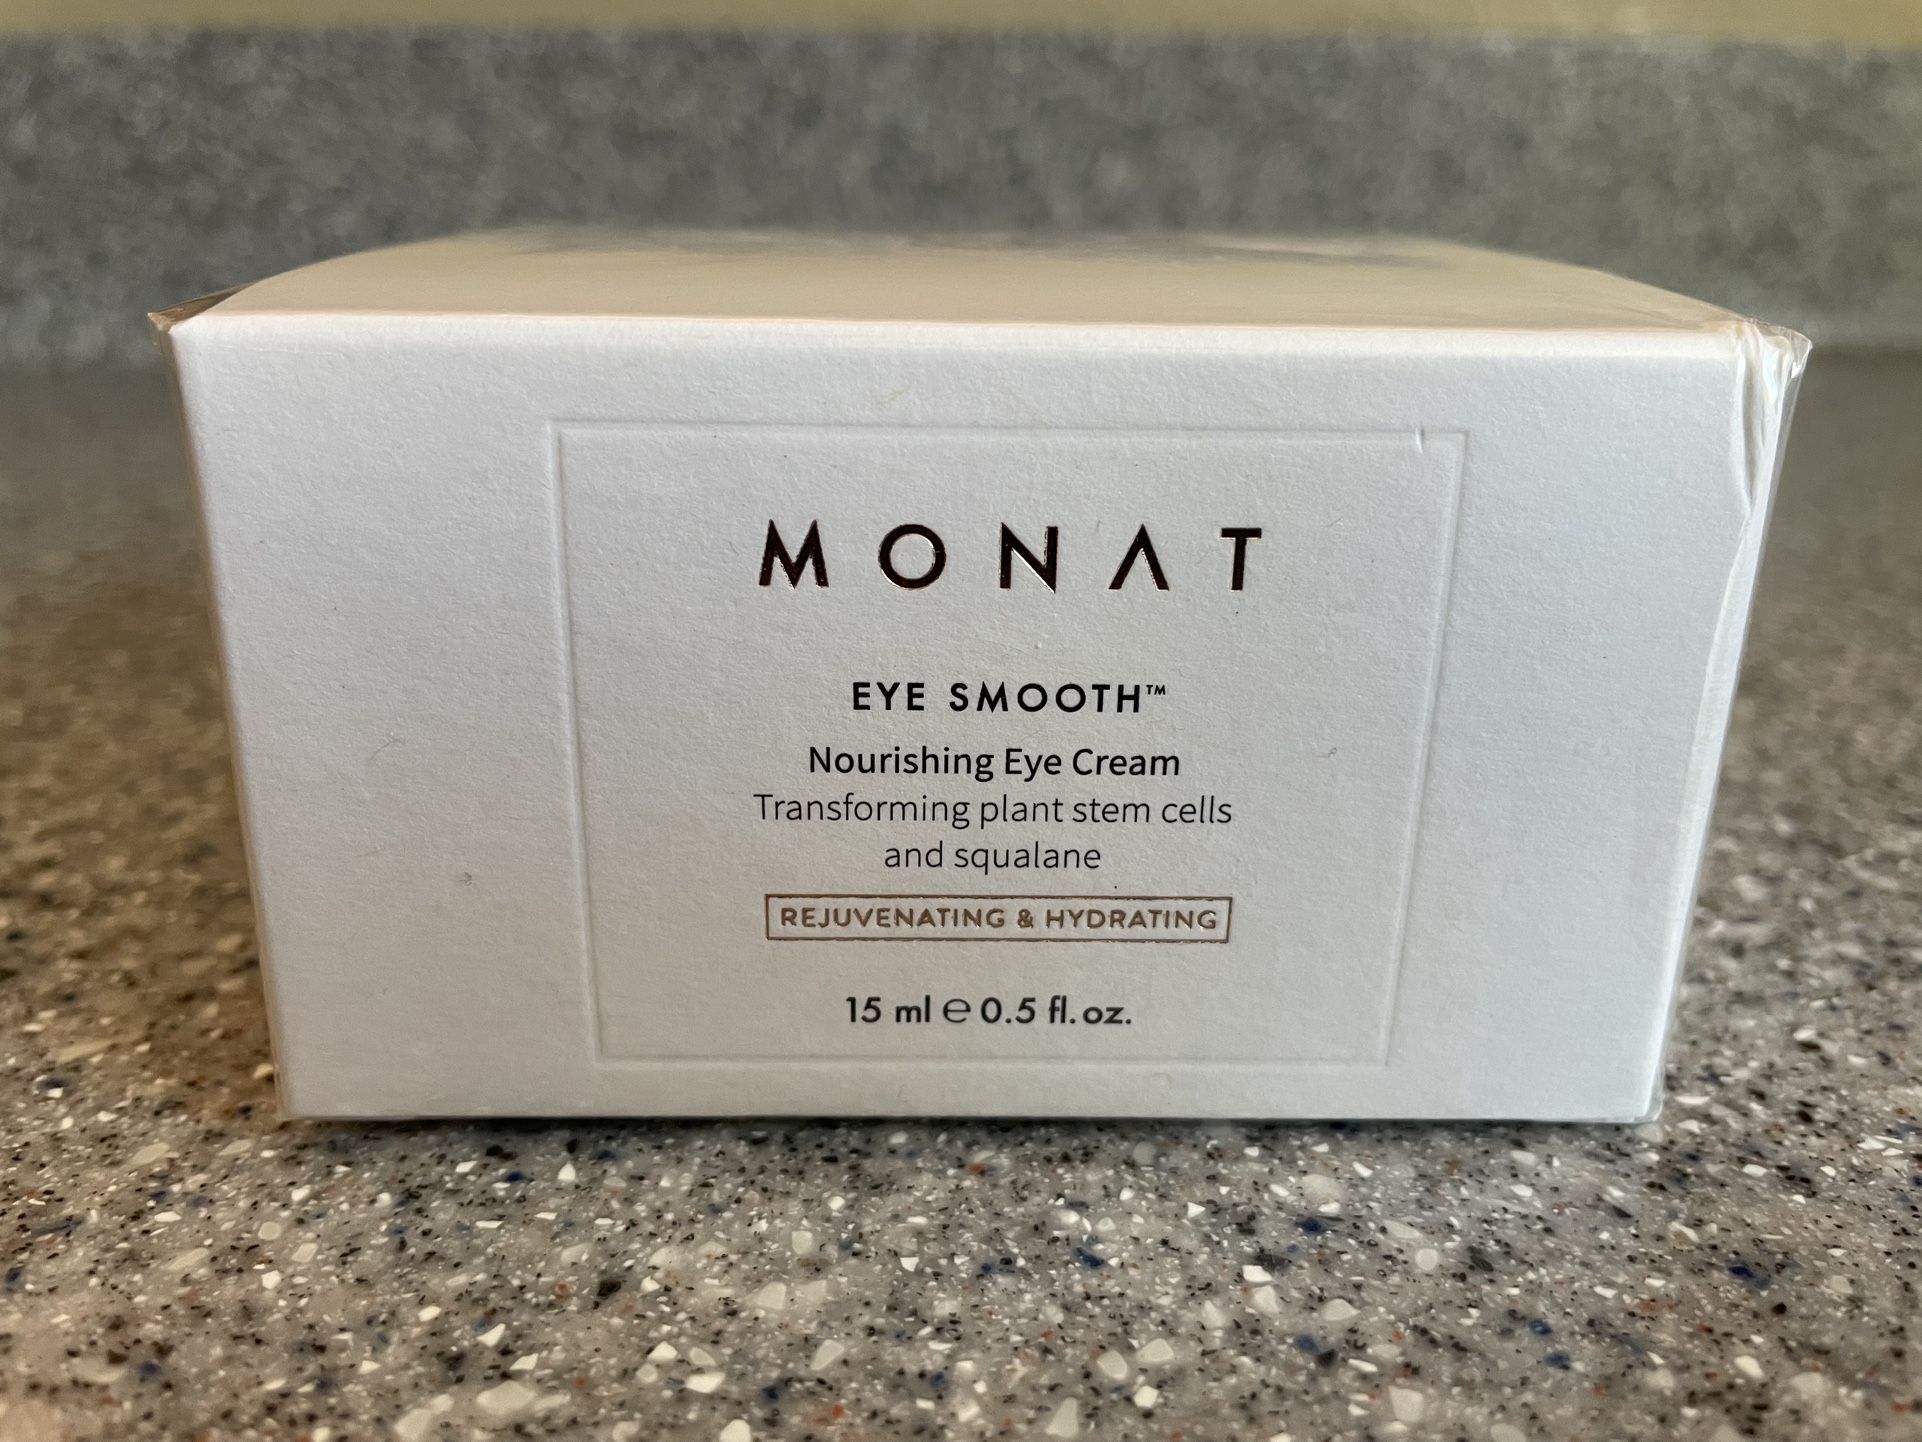 MONAT
EYE SMOOTH™
Nourishing Eye Cream
Transforming plant stem cells
and squalane
REJUVENATING & HYDRATING
15 ml ℮ 0.5 fl. oz.